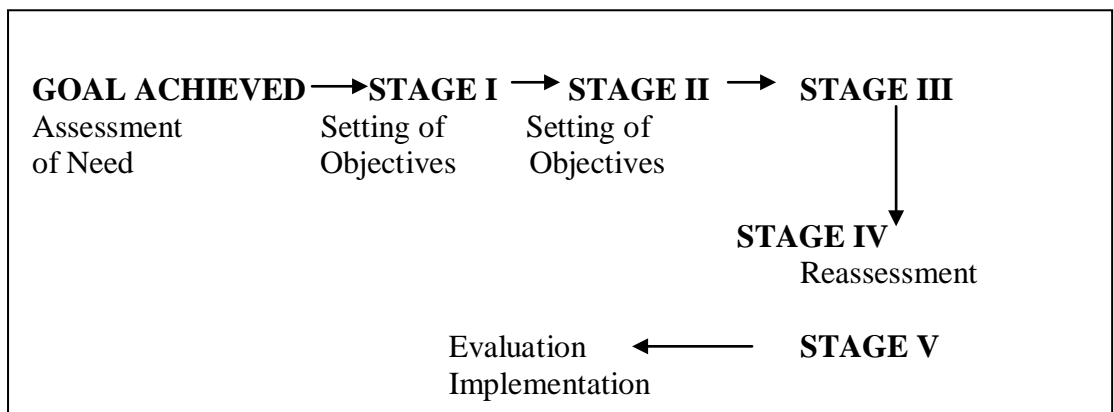 GOAL ACHIEVED STAGE I STAGE II STAGE III
Assessment Setting of Setting of
of Need Objectives Objectives
STAGE IV
Reassessment
Evaluation STAGE V
Implementation